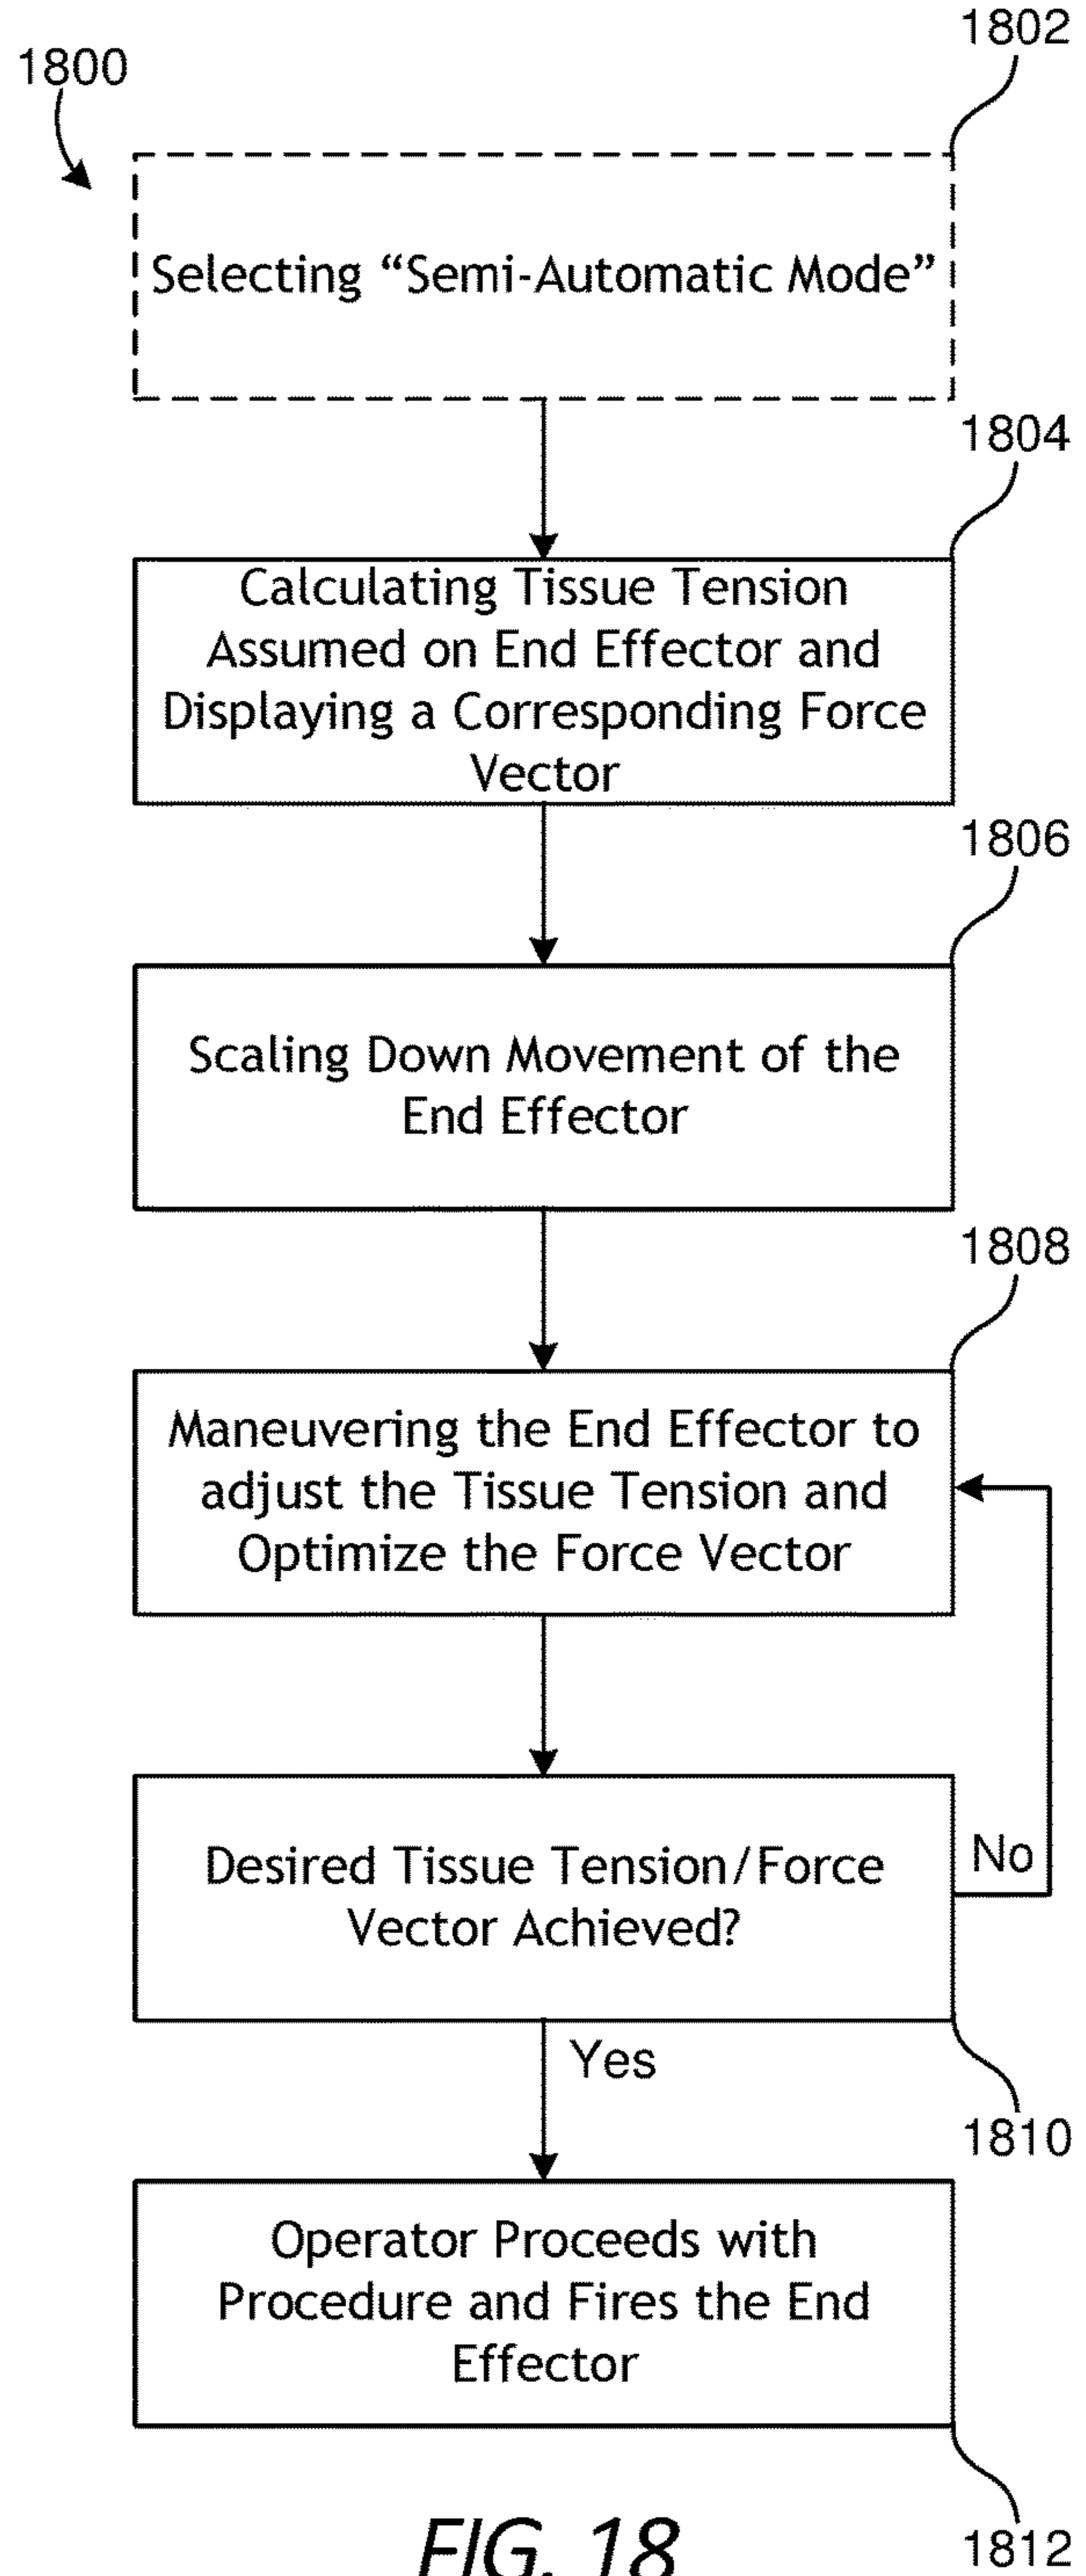 1800
1802
Selecting “Semi-Automatic Mode”
1804
Calculating Tissue Tension
Assumed on End Effector and
Displaying a Corresponding Force
Vector
1806
Scaling Down Movement of the
End Effector
1808
Maneuvering the End Effector to
adjust the Tissue Tension and
Optimize the Force Vector
Desired Tissue Tension/Force
Vector Achieved?
No
Yes
1810
Operator Proceeds with
Procedure and Fires the End
Effector
1812
FIG. 18